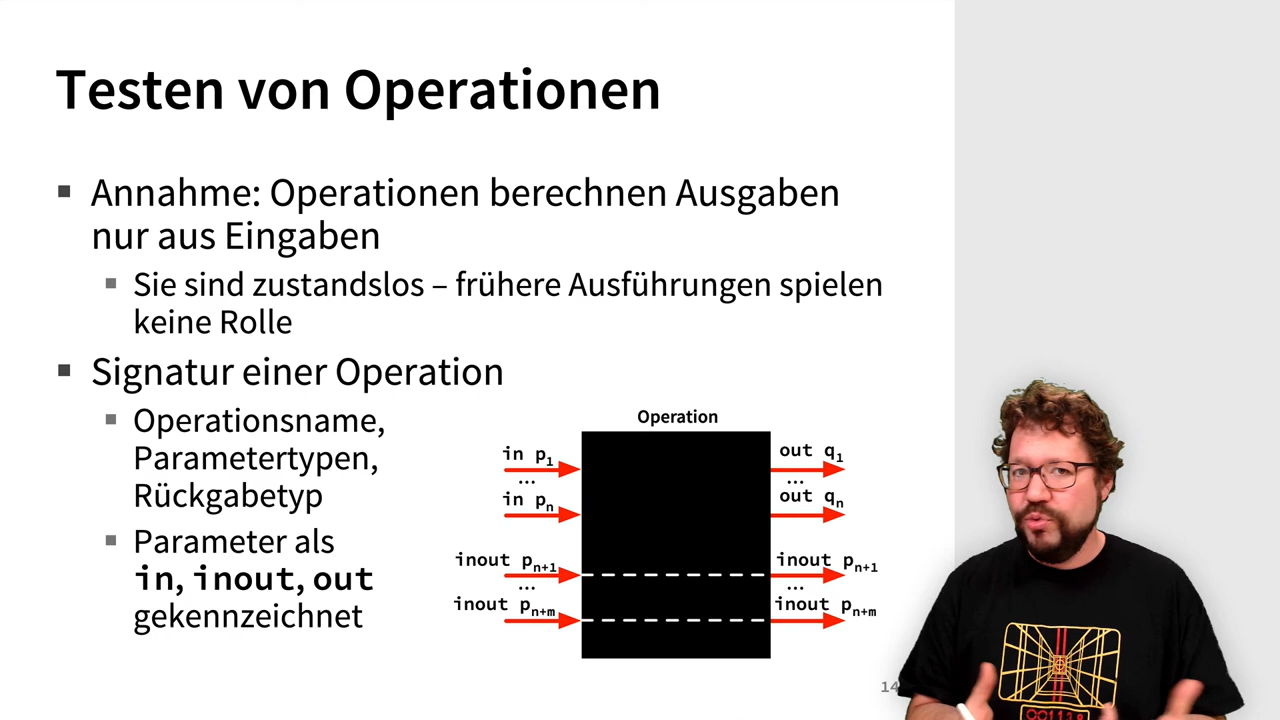 Testen von Operationen
▪ Annahme: Operationen berechnen Ausgaben
nur aus Eingaben
▪ Sie sind zustandslos – frühere Ausführungen spielen
keine Rolle
▪ Signatur einer Operation
▪ Operationsname,
Parametertypen,
Rückgabetyp
▪ Parameter als
in, inout, out
gekennzeichnet
Operation
in p1
...
in pn
inout pn+1
...
inout pn+m
out q1
...
out qn
inout pn+1
...
inout pn+m
14
001138